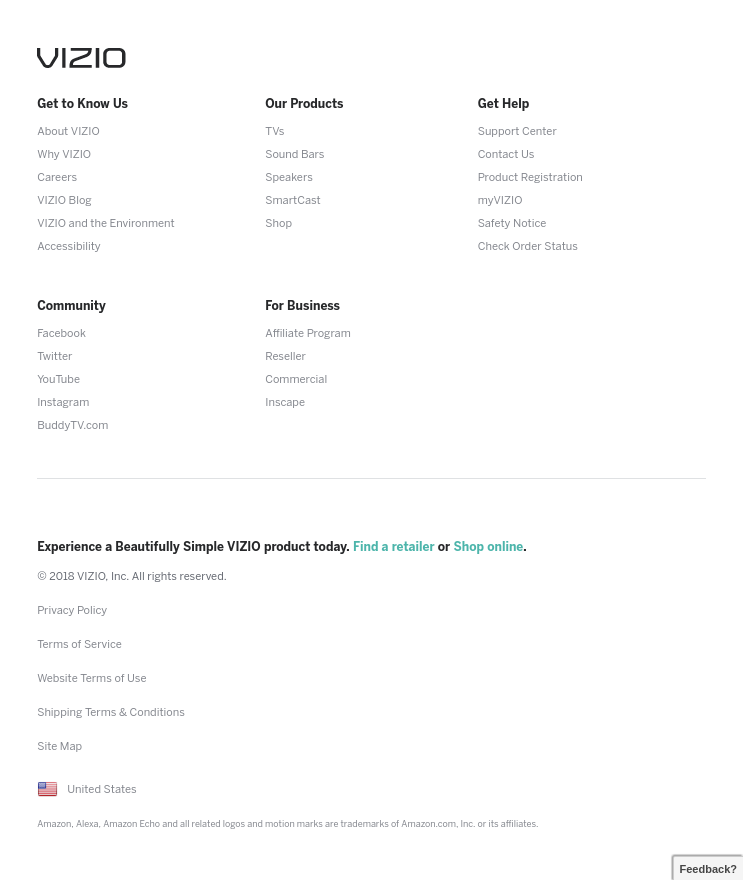 VIZIO
Get to Know Us
About VIZIO
Why VIZIO
Careers
VIZIO Blog
VIZIO and the Environment
Accessibility
Our Products
TVs
Sound Bars
Speakers
SmartCast
Shop
Get Help
Support Center
Contact Us
Product Registration
myVIZIO
Safety Notice
Check Order Status
Community
Facebook
Twitter
YouTube
Instagram
BuddyTV.com
For Business
Affiliate Program
Reseller
Commercial
Inscape
Experience a Beautifully Simple VIZIO product today. Find a retailer or Shop online.
© 2018 VIZIO, Inc. All rights reserved.
Privacy Policy
Terms of Service
Website Terms of Use
Shipping Terms & Conditions
Site Map
United States
Amazon, Alexa, Amazon Echo and all related logos and motion marks are trademarks of Amazon.com, Inc. or its affiliates.
Feedback?